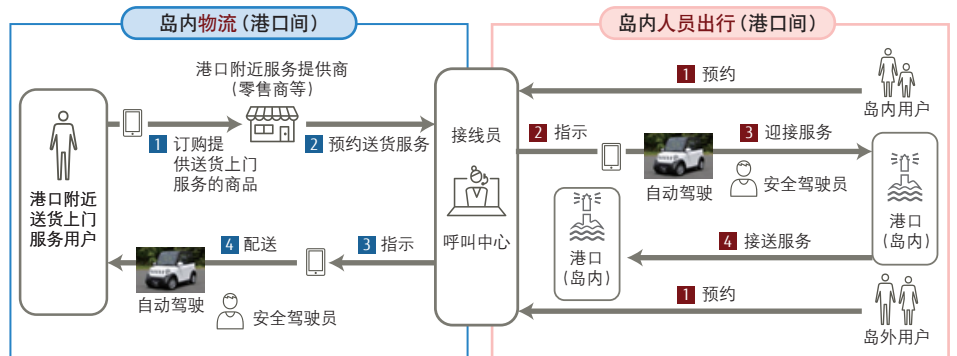 岛内物流（港口间）
港口附近服务提供商
（零售商等）
1 订购提
供送货上门
服务的商品
2 预约送货服务
港口附近
送货上门
服务用户
4 配送
3 指示
自动驾驶
安全驾驶员
接线员
呼叫中心
岛内人员出行（港口间）
1 预约
岛内用户
2 指示
3 迎接服务
自动驾驶
安全驾驶员
港口
（岛内）
4 接送服务
港口
（岛内）
1 预约
岛外用户